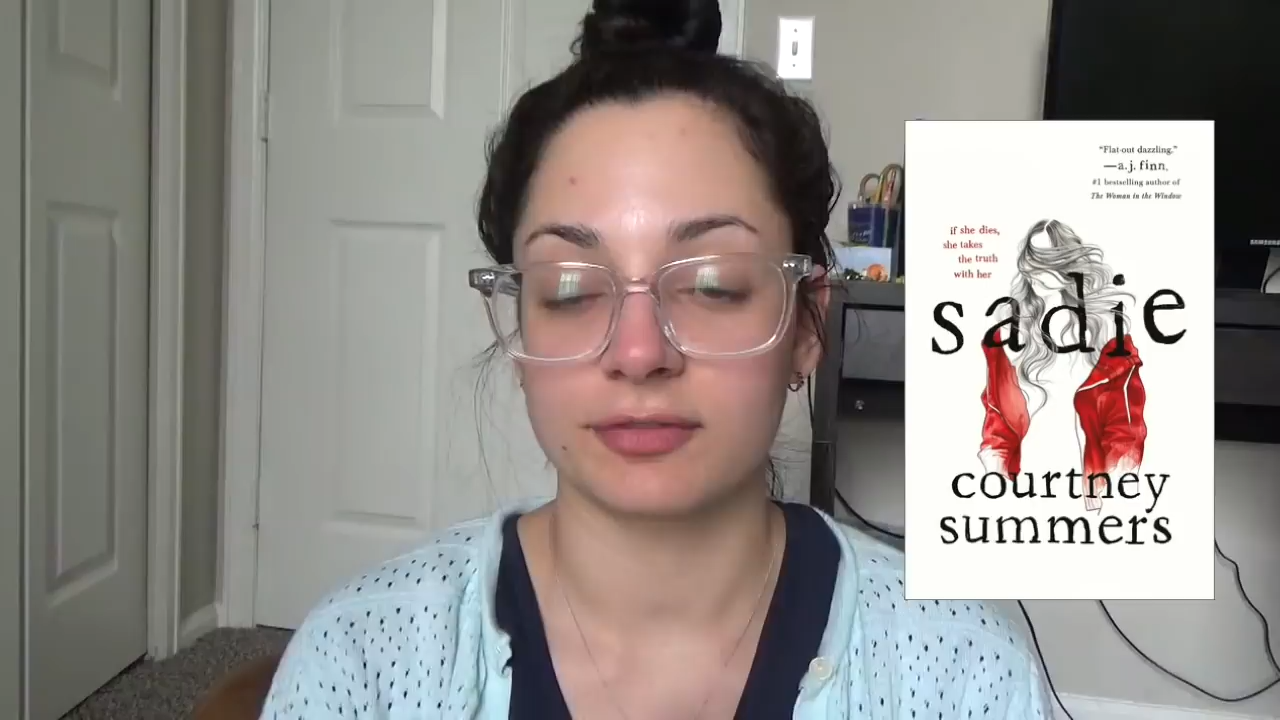 “Flat-out dazzling.”
—a.j. finn,
#1 bestselling author of
The Woman in the Window
if she dies,
she takes
the truth
with her
sadie
courtney
summers